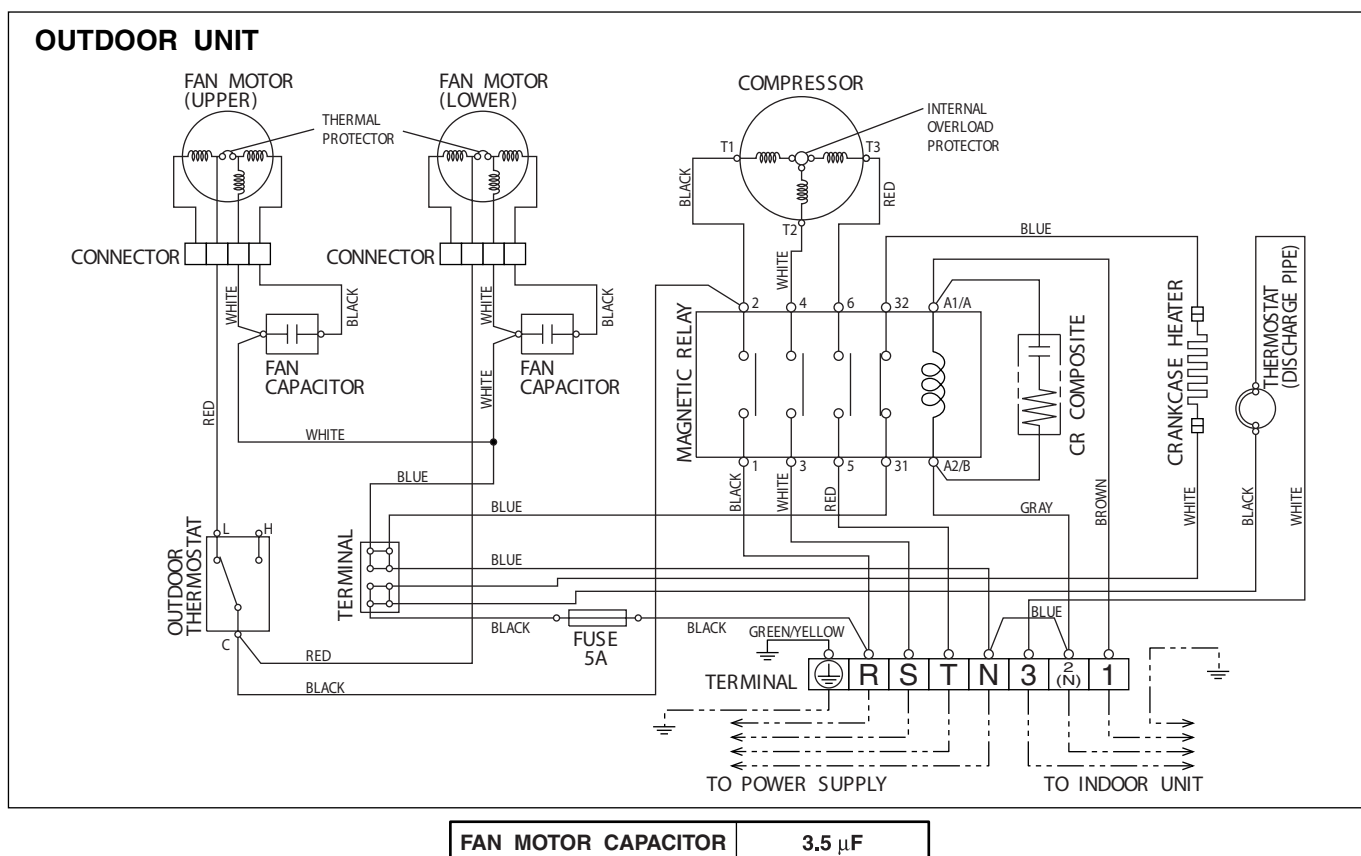 OUTDOOR UNIT
FAN MOTOR
(UPPER)
THERMAL
PROTECTOR
FAN MOTOR
(LOWER)
COMPRESSOR
INTERNAL
OVERLOAD
PROTECTOR
T1
T3
T2
BLACK
WHITE
RED
BLUE
CONNECTOR
CONNECTOR
WHITE
BLACK
WHITE
BLACK
FAN
CAPACITOR
FAN
CAPACITOR
RED
WHITE
WHITE
BLUE
BLUE
BLUE
MAGNETIC RELAY
2
4
6
32
A1/A
1
3
5
31
A2/B
CR COMPOSITE
CRANKCASE HEATER
THERMOSTAT
(DISCHARGE PIPE)
BLACK
WHITE
RED
GRAY
BROWN
WHITE
BLACK
WHITE
L
H
C
OUTDOOR
THERMOSTAT
TERMINAL
BLACK
FUSE
5A
BLACK
RED
BLACK
GREEN/YELLOW
BLUE
TERMINAL
R
S
T
N
3
2
(N)
1
TO POWER SUPPLY
TO INDOOR UNIT
FAN MOTOR CAPACITOR
3.5 μF